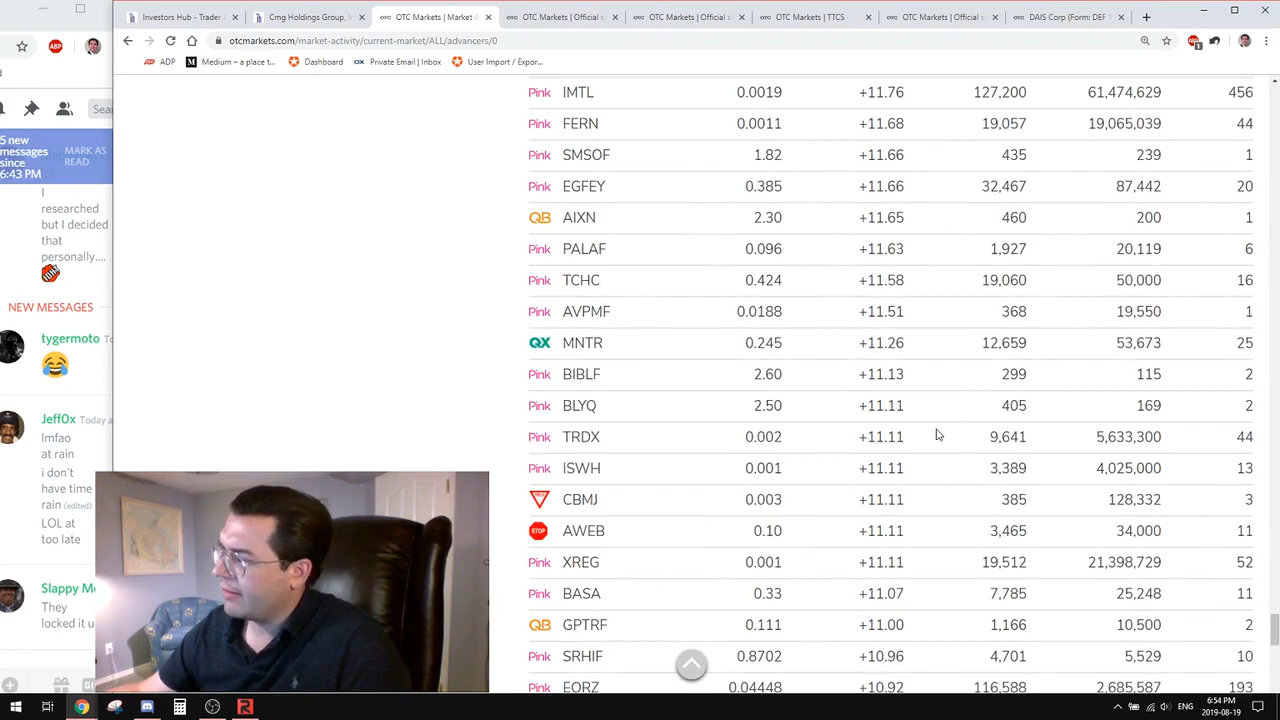 Investors Hub - Trader
Cmg Holdings Group, In
OTC Markets | Market A
OTC Markets | Official s
OTC Markets | Official s
OTC Markets | TTCS
OTC Markets | Official s
DAIS Corp (Form: DEF
otcmarkets.com/market-activity/current-market/ALL/advancers/0
ABP
ADP
Medium – a place t...
Dashboard
Private Email | Inbox
User Import / Expor...
Sea
5 new
messages
since
6:43 PM
MARK AS
READ
I
researched
but I decided
that
personally....
NEW MESSAGES
tygermoto
Jeff0x Today a
lmfao
at rain
i don't
have time
rain (edited)
LOL at
too late
Slappy M
They
locked it u
Pink IMTL 0.0019 +11.76 127,200 61,474,629 456
Pink FERN 0.0011 +11.68 19,057 19,065,039 44
Pink SMSOF 1.82 +11.66 435 239 1
Pink EGFEY 0.385 +11.66 32,467 87,442 20
QB AIXN 2.30 +11.65 460 200 1
Pink PALAF 0.096 +11.63 1,927 20,119 6
Pink TCHC 0.424 +11.58 19,060 50,000 16
Pink AVPMF 0.0188 +11.51 368 19,550 1
QX MNTR 0.245 +11.26 12,659 53,673 25
Pink BIBLF 2.60 +11.13 299 115 2
Pink BLYQ 2.50 +11.11 405 169 2
Pink TRDX 0.002 +11.11 9,641 5,633,300 44
Pink ISWH 0.001 +11.11 3,389 4,025,000 13
CBMJ 0.003 +11.11 385 128,332 3
STOP AWEB 0.10 +11.11 3,465 34,000 11
Pink XREG 0.001 +11.11 19,512 21,398,729 52
Pink BASA 0.33 +11.07 7,785 25,248 11
QB GPTRF 0.111 +11.00 1,166 10,500 2
Pink SRHIF 0.8702 +10.96 4,701 5,529 10
Pink EORZ 0.04448 +10.92 116,588 2,685,587 193
ENG
6:54 PM
2019-08-19